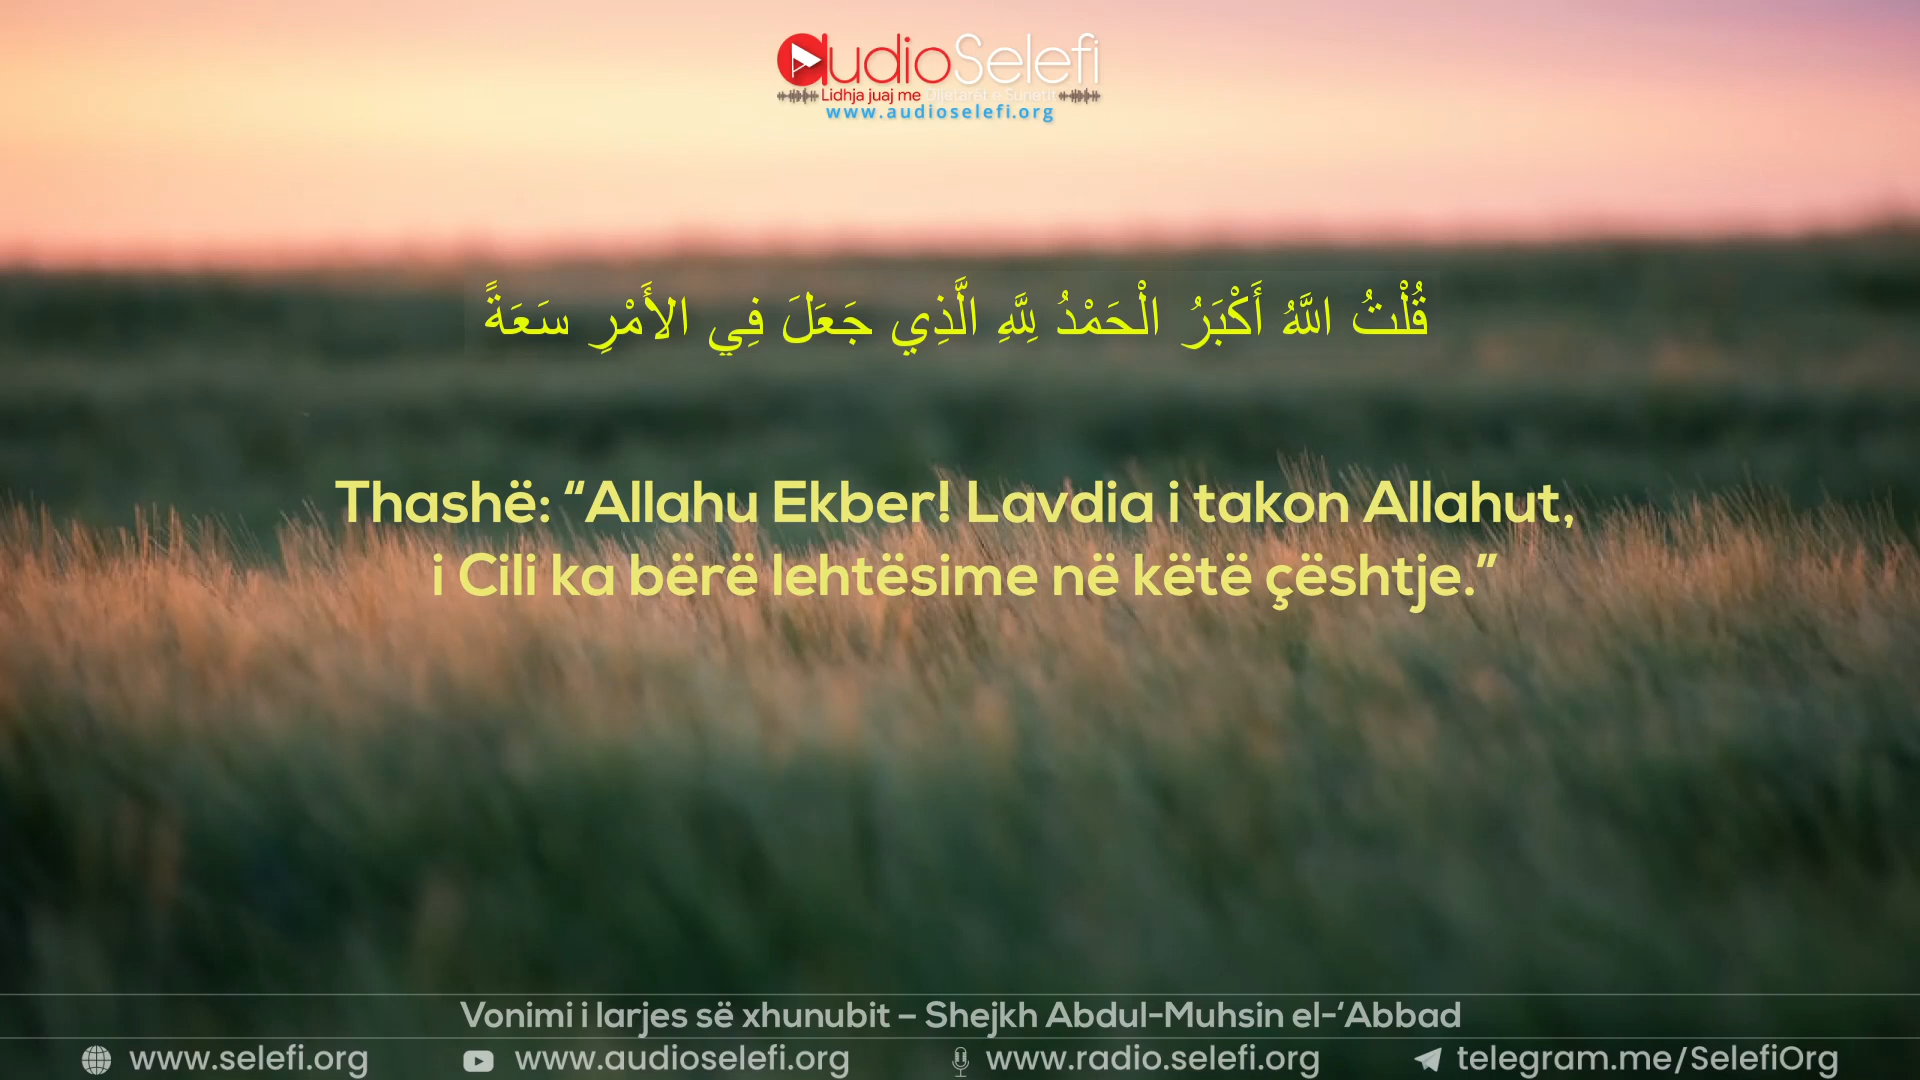 audioSelefi
Lidhja juaj me Dijetarët e Sunetit
www.audioselefi.org
قُلْتُ اللَّهُ أَكْبَرُ الْحَمْدُ لِلَّهِ الَّذِي جَعَلَ فِي الأَمْرِ سَعَةً
Thashë: “Allahu Ekber! Lavdia i takon Allahut,
i Cili ka bërë lehtësime në këtë çështje.”
Vonimi i larjes së xhunubit – Shejkh Abdul-Muhsin el-‘Abbad
www.selefi.org www.audioselefi.org www.radio.selefi.org telegram.me/SelefiOrg